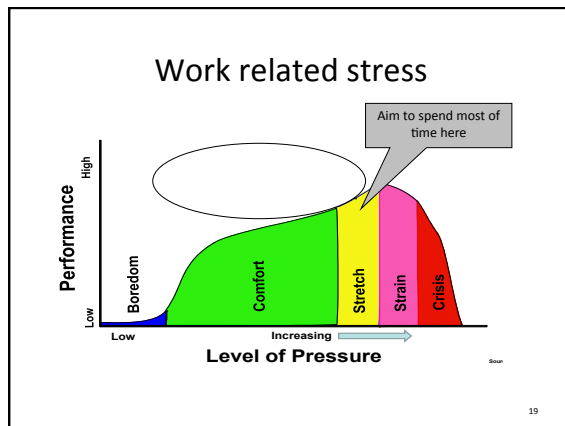 Work related stress
Aim to spend most of
time here
High
Performance
Low
Boredom
Comfort
Stretch
Strain
Crisis
Low
Increasing
Level of Pressure
Sour
19